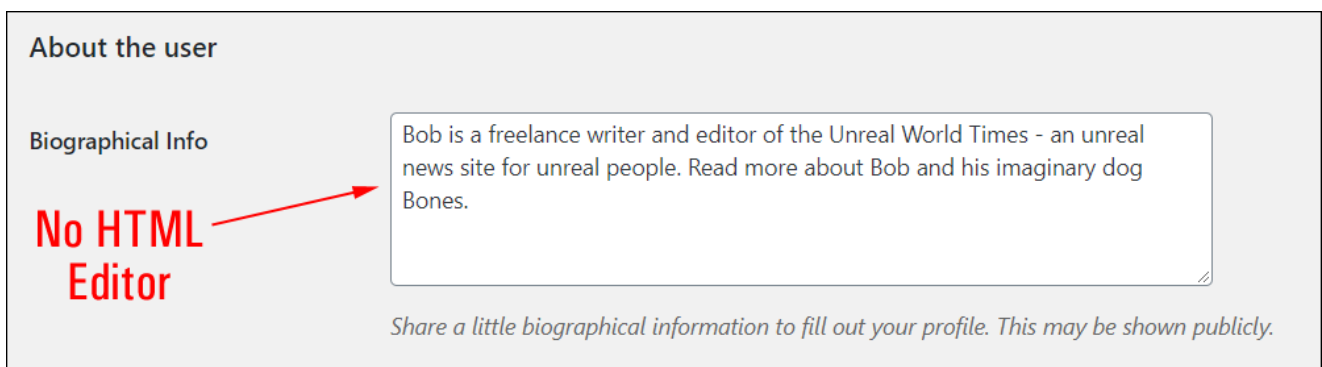 About the user
Biographical Info
Bob is a freelance writer and editor of the Unreal World Times - an unreal
news site for unreal people. Read more about Bob and his imaginary dog
Bones.
No HTML
Editor
Share a little biographical information to fill out your profile. This may be shown publicly.